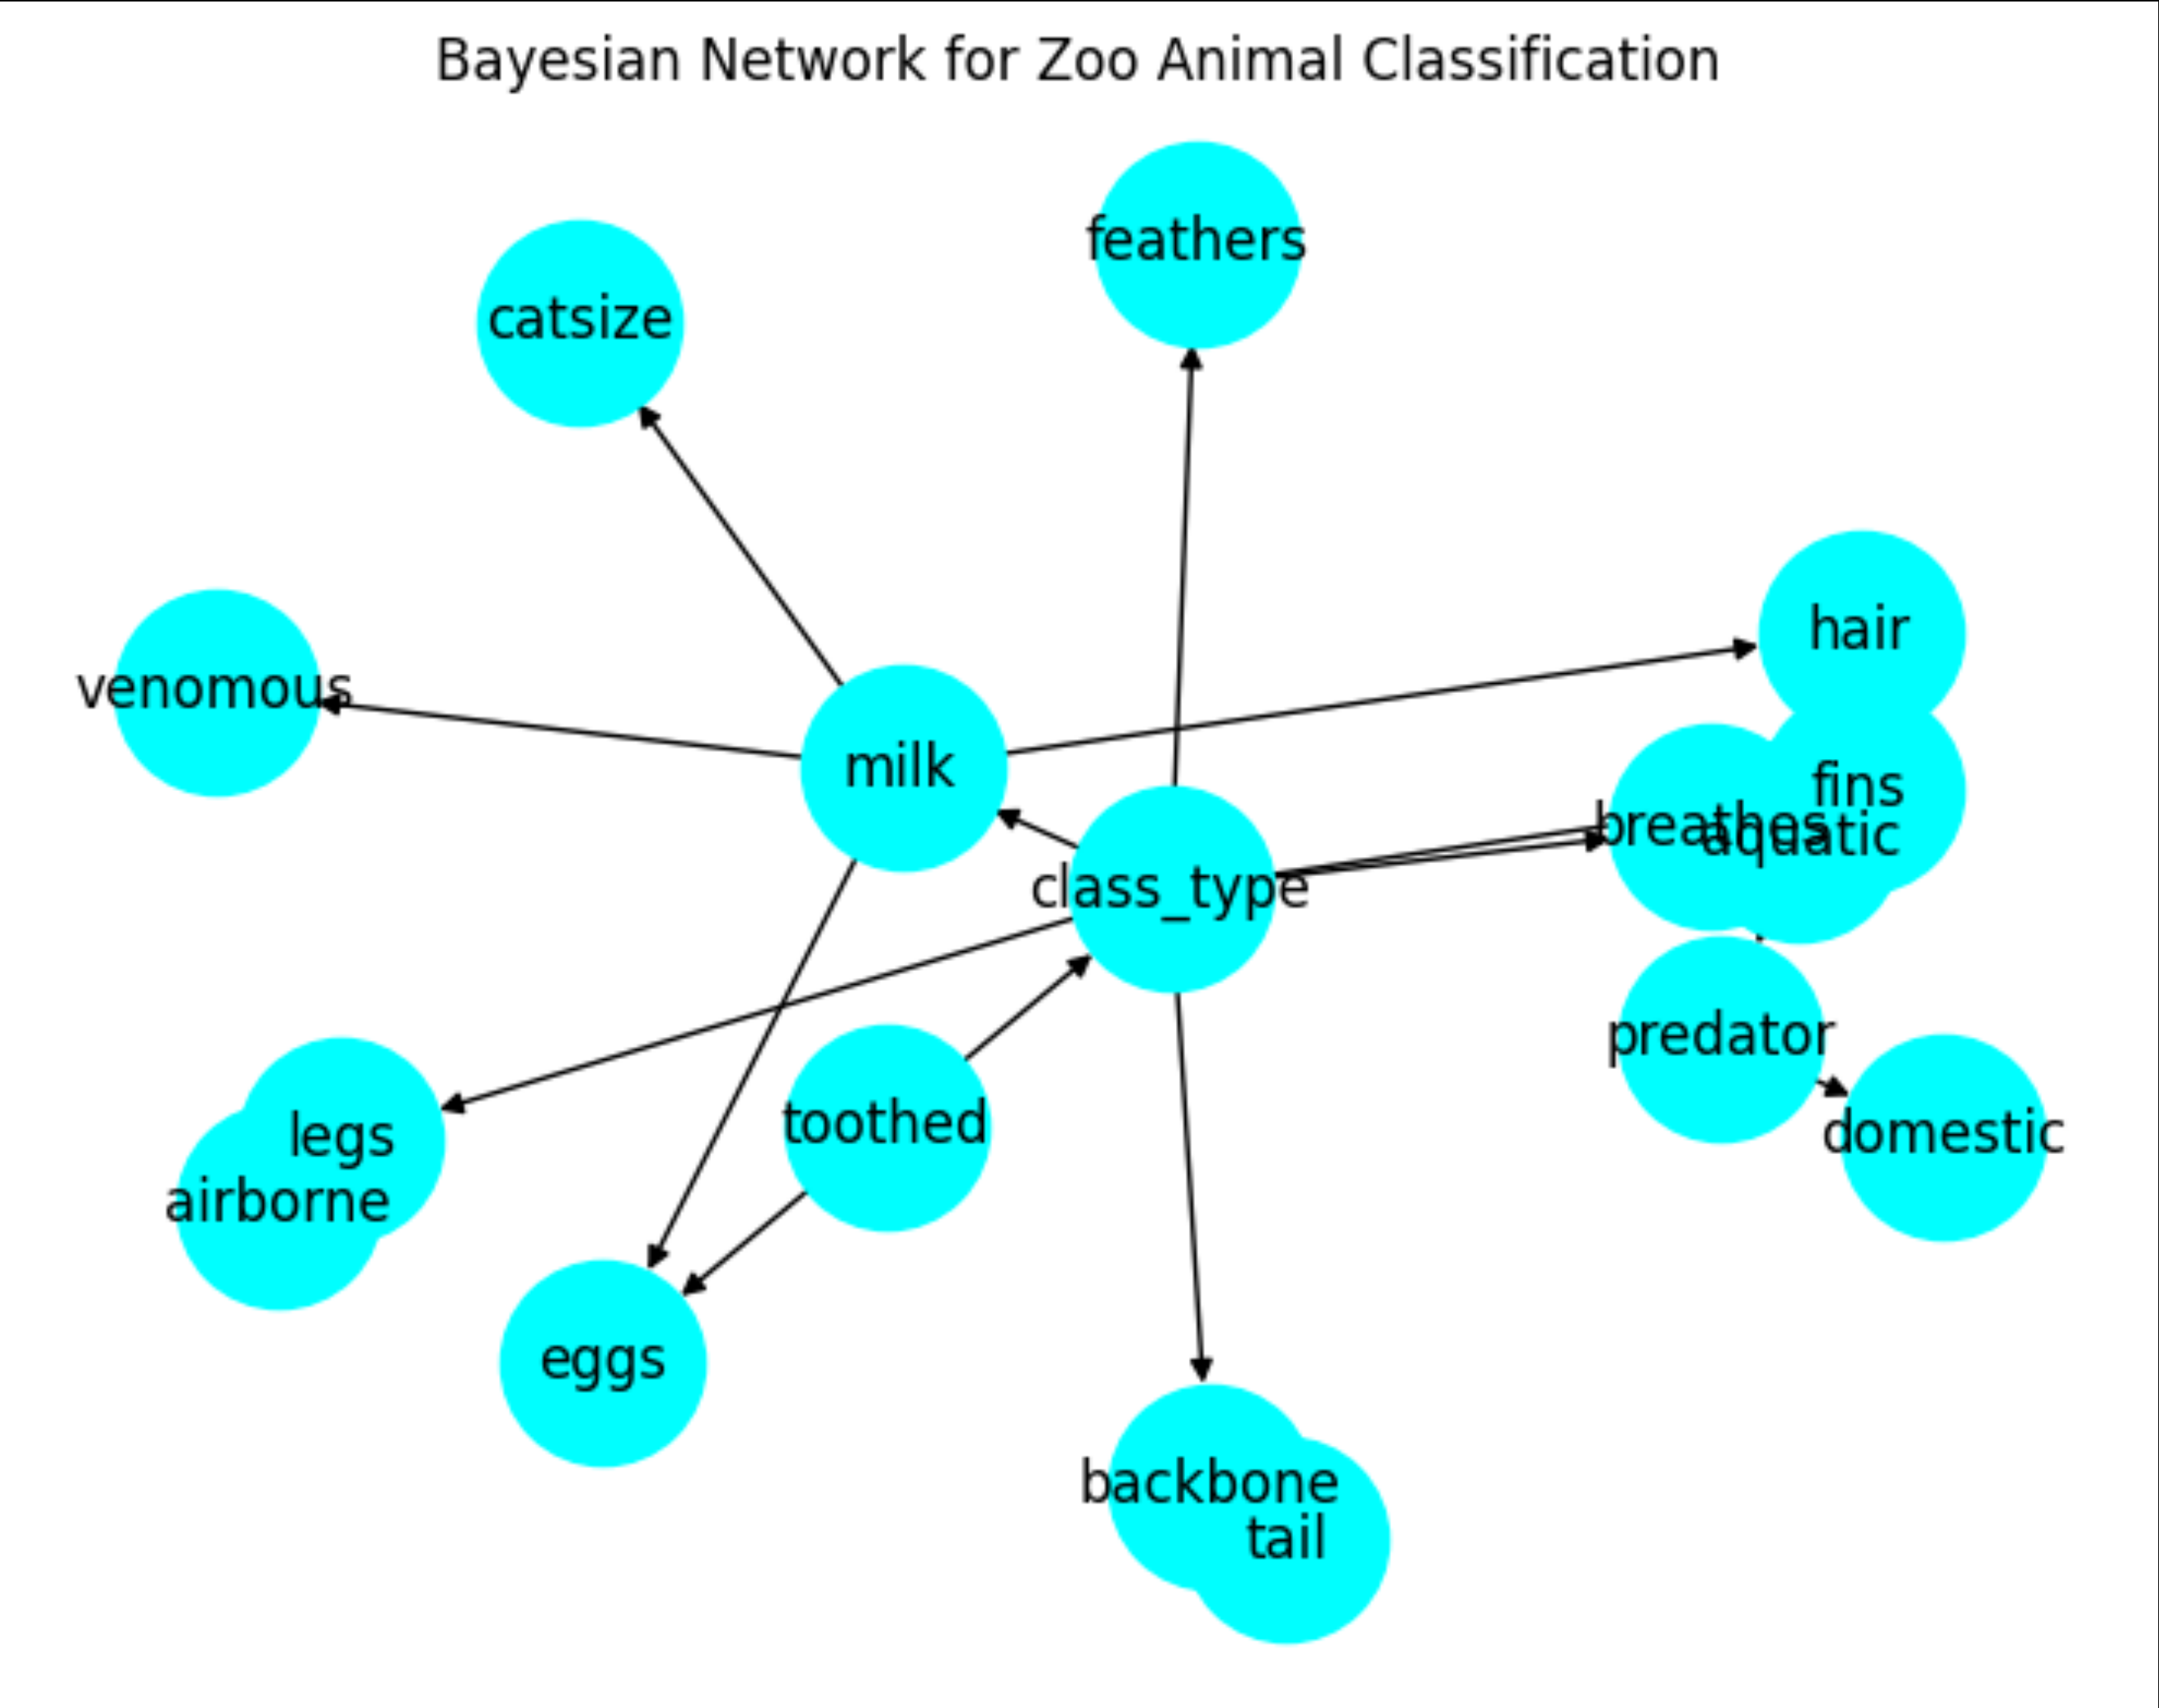 Bayesian Network for Zoo Animal Classification
feathers
catsize
hair
venomous
milk
fins
breathes
aquatic
class_type
predator
toothed
domestic
legs
airborne
eggs
backbone
tail